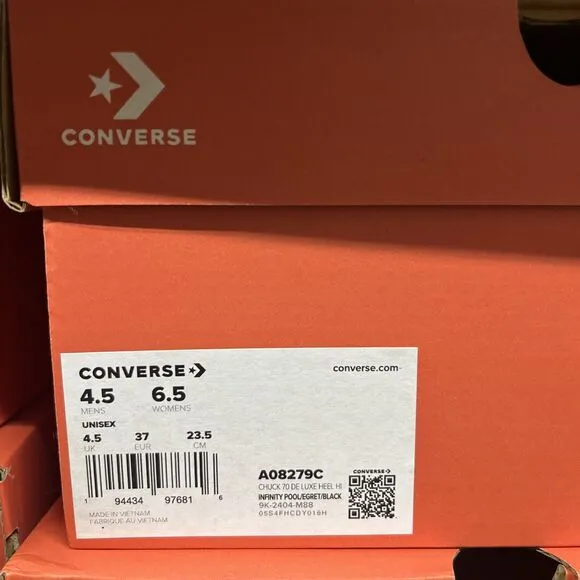 CONVERSE
CONVERSE
converse.com
4.5 6.5
MENS WOMENS
UNISEX
4.5 37 23.5
UK EUR CM
1 94434 97681 6
MADE IN VIETNAM
FABRIQUÉ AU VIETNAM
A08279C
CHUCK 70 DE LUXE HEEL HI
INFINITY POOL/EGRET/BLACK
9K-2404-M88
05S4FHCDY016H
CONVERSE